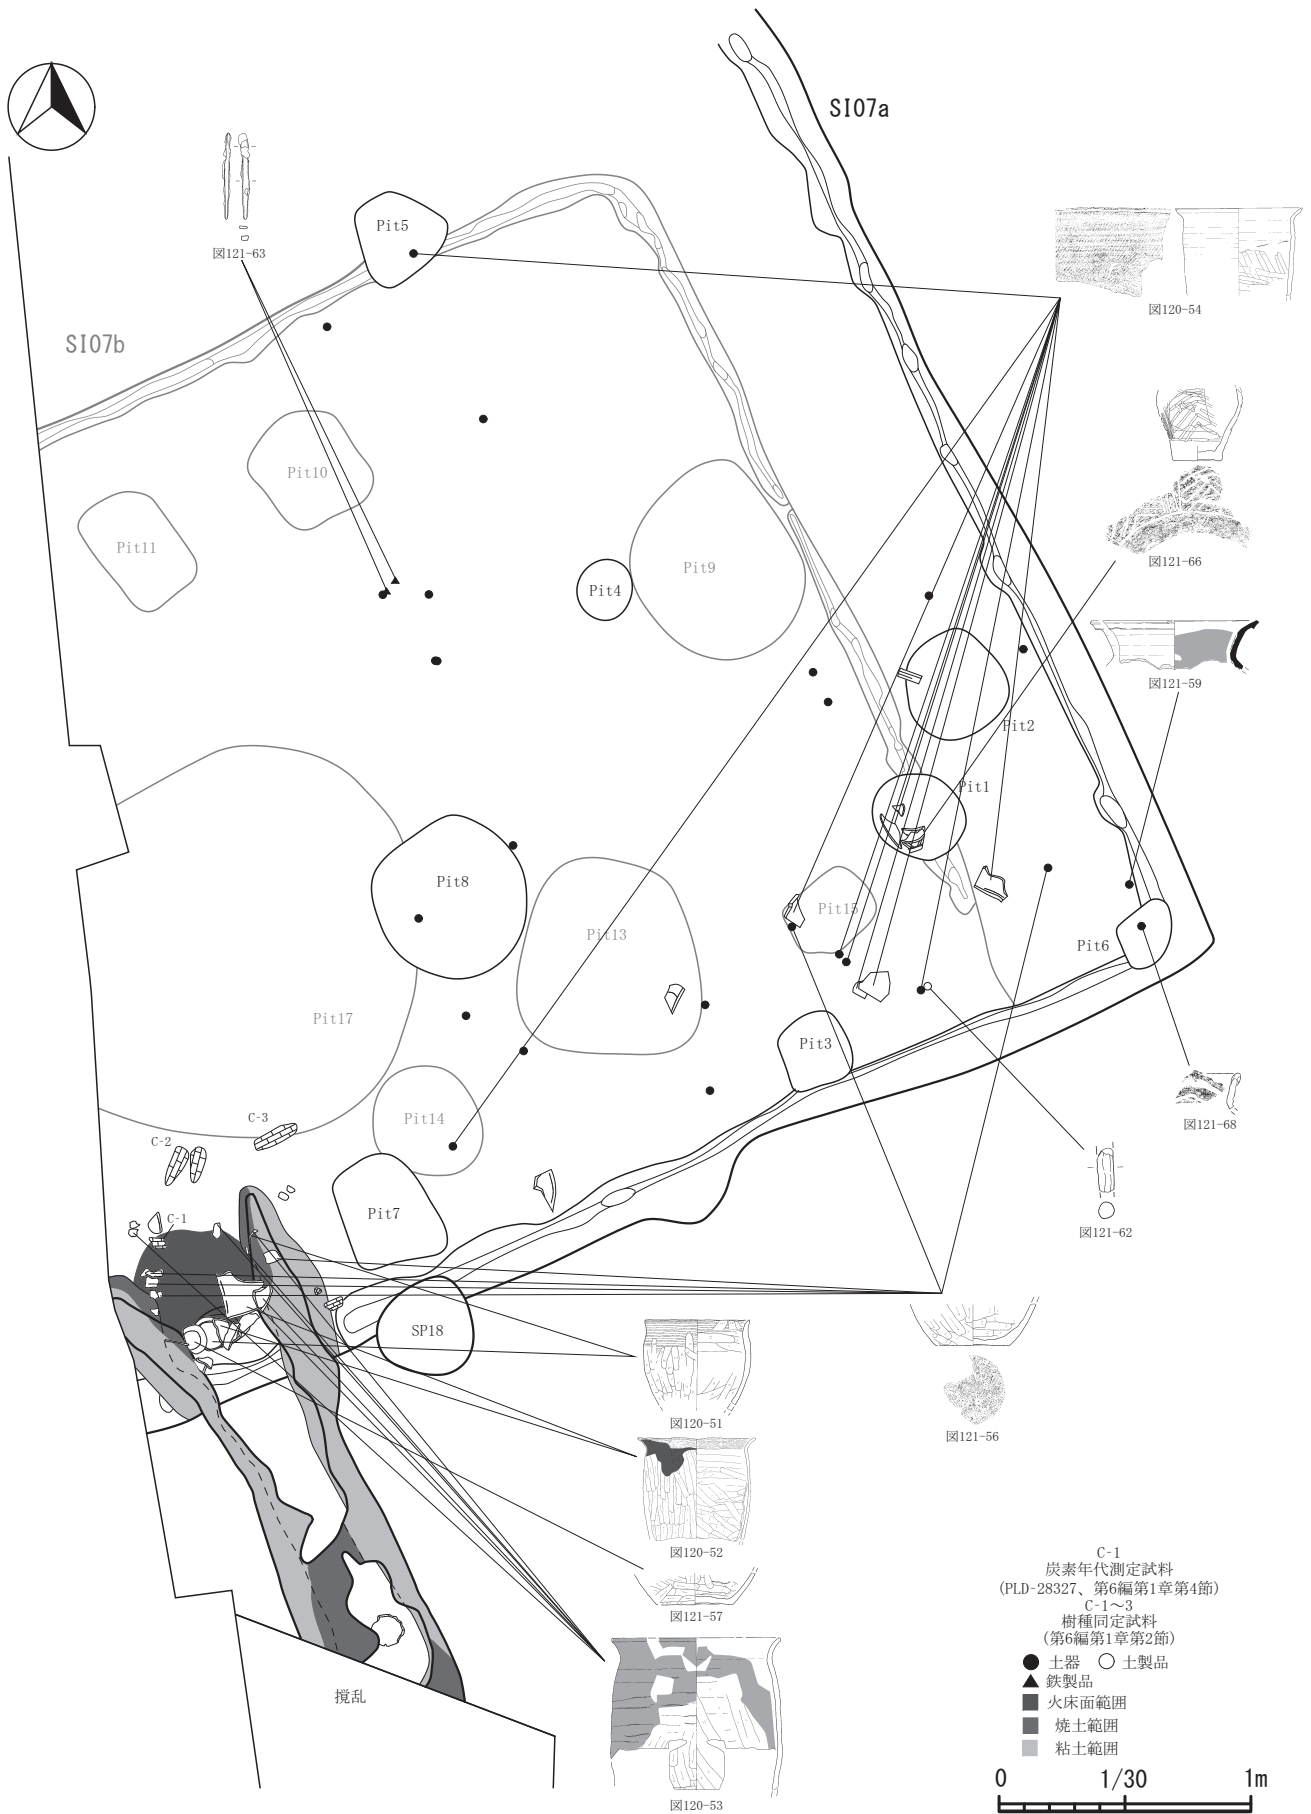 SI07a
Pit5
図121-63
図120-54
SI07b
図121-66
Pit10
Pit11
Pit9
Pit4
図121-59
Pit2
Pit1
Pit8
Pit15
Pit13
Pit6
Pit17
Pit3
Pit14
C-3
C-2
図121-68
Pit7
C-1
図121-62
SP18
図120-51
図121-56
図120-52
C-1
炭素年代測定試料
(PLD-28327、第6編第1章第4節)
C-1～3
樹種同定試料
(第6編第1章第2節)
図121-57
● 土器 ○ 土製品
▲ 鉄製品
■ 火床面範囲
■ 焼土範囲
■ 粘土範囲
撹乱
0 1/30 1m
図120-53